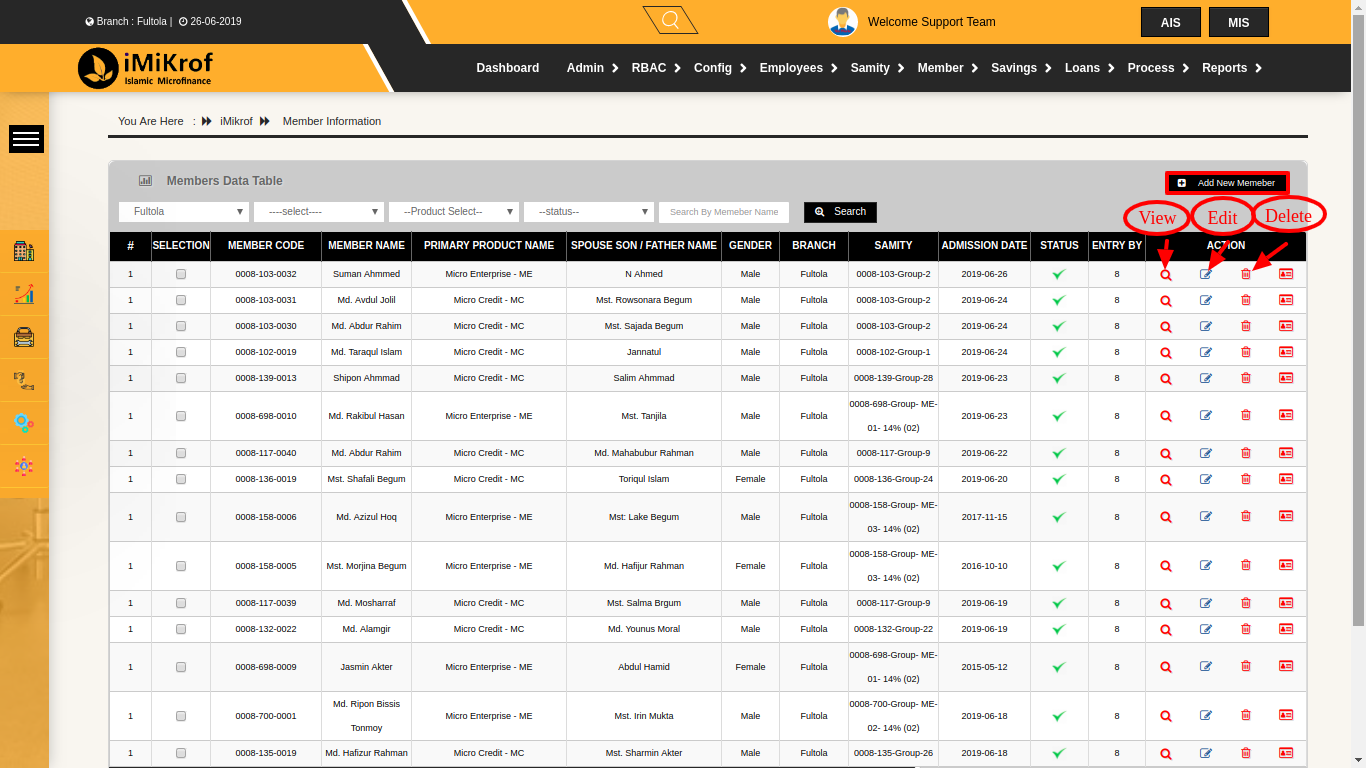 Branch : Fultola | 26-06-2019
Welcome Support Team
AIS MIS
iMiKrof
Islamic Microfinance
Dashboard Admin RBAC Config Employees Samity Member Savings Loans Process Reports
You Are Here : iMikrof Member Information
Members Data Table
Add New Memeber
Fultola ----select---- --Product Select-- --status-- Search By Memeber Name Search
View Edit Delete
# SELECTION MEMBER CODE MEMBER NAME PRIMARY PRODUCT NAME SPOUSE SON / FATHER NAME GENDER BRANCH SAMITY ADMISSION DATE STATUS ENTRY BY ACTION
1 0008-103-0032 Suman Ahmmed Micro Enterprise - ME N Ahmed Male Fultola 0008-103-Group-2 2019-06-26 8
1 0008-103-0031 Md. Avdul Jolil Micro Credit - MC Mst. Rowsonara Begum Male Fultola 0008-103-Group-2 2019-06-24 8
1 0008-103-0030 Md. Abdur Rahim Micro Credit - MC Mst. Sajada Begum Male Fultola 0008-103-Group-2 2019-06-24 8
1 0008-102-0019 Md. Taraqul Islam Micro Credit - MC Jannatul Male Fultola 0008-102-Group-1 2019-06-24 8
1 0008-139-0013 Shipon Ahmmad Micro Credit - MC Salim Ahmmad Male Fultola 0008-139-Group-28 2019-06-23 8
0008-698-Group- ME-
1 0008-698-0010 Md. Rakibul Hasan Micro Enterprise - ME Mst. Tanjila Male Fultola 2019-06-23 8
01- 14% (02)
1 0008-117-0040 Md. Abdur Rahim Micro Credit - MC Md. Mahabubur Rahman Male Fultola 0008-117-Group-9 2019-06-22 8
1 0008-136-0019 Mst. Shafali Begum Micro Credit - MC Toriqul Islam Female Fultola 0008-136-Group-24 2019-06-20 8
0008-158-Group- ME-
1 0008-158-0006 Md. Azizul Hoq Micro Enterprise - ME Mst: Lake Begum Male Fultola 2017-11-15 8
03- 14% (02)
0008-158-Group- ME-
1 0008-158-0005 Mst. Morjina Begum Micro Enterprise - ME Md. Hafijur Rahman Female Fultola 2016-10-10 8
03- 14% (02)
1 0008-117-0039 Md. Mosharraf Micro Credit - MC Mst. Salma Brgum Male Fultola 0008-117-Group-9 2019-06-19 8
1 0008-132-0022 Md. Alamgir Micro Credit - MC Md. Younus Moral Male Fultola 0008-132-Group-22 2019-06-19 8
0008-698-Group- ME-
1 0008-698-0009 Jasmin Akter Micro Enterprise - ME Abdul Hamid Female Fultola 2015-05-12 8
01- 14% (02)
Md. Ripon Bissis 0008-700-Group- ME-
1 0008-700-0001 Micro Enterprise - ME Mst. Irin Mukta Male Fultola 2019-06-18 8
Tonmoy 02- 14% (02)
1 0008-135-0019 Md. Hafizur Rahman Micro Credit - MC Mst. Sharmin Akter Male Fultola 0008-135-Group-26 2019-06-18 8